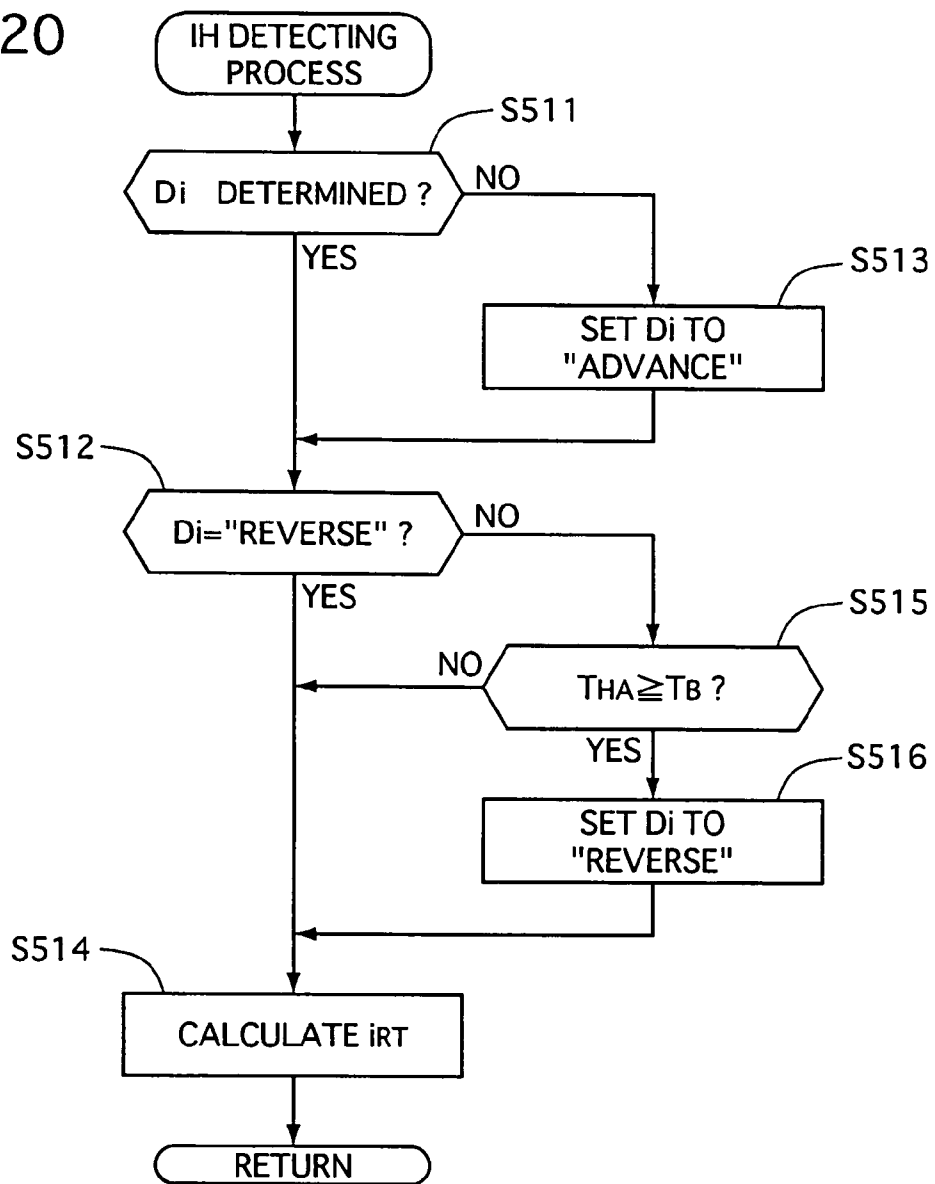 20
IH DETECTING
PROCESS
S511
Di DETERMINED ?
NO
YES
S513
SET Di TO
"ADVANCE"
S512
Di="REVERSE" ?
NO
YES
S515
NO
THA≧TB ?
YES
S516
SET Di TO
"REVERSE"
S514
CALCULATE iRT
RETURN